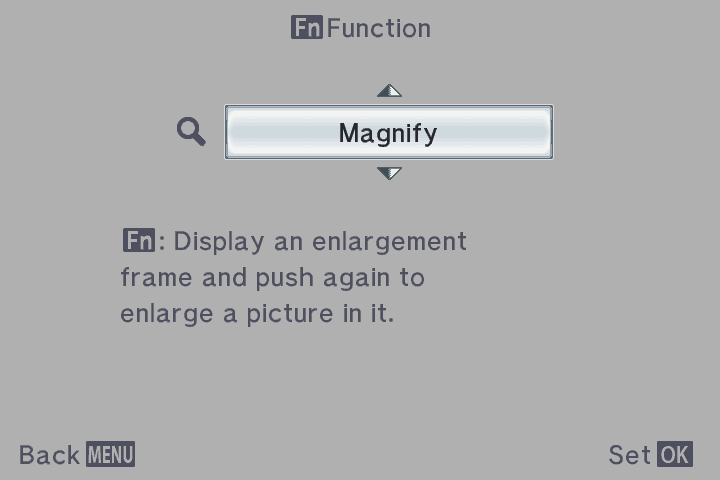 Fn Function
Magnify
Fn: Display an enlargement
frame and push again to
enlarge a picture in it.
Back MENU
Set OK